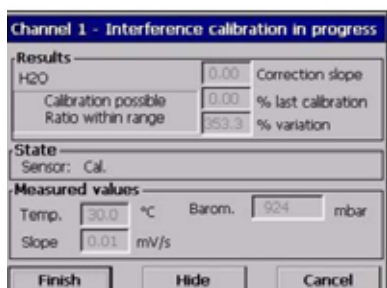 Channel 1 - Interference calibration in progress
Results
H2O
0.00 Correction slope
Calibration possible
0.00 % last calibration
Ratio within range
353.3 % variation
State
Sensor: Cal.
Measured values
Temp. 30.0 °C Barom. 924 mbar
Slope 0.01 mV/s
Finish Hide Cancel